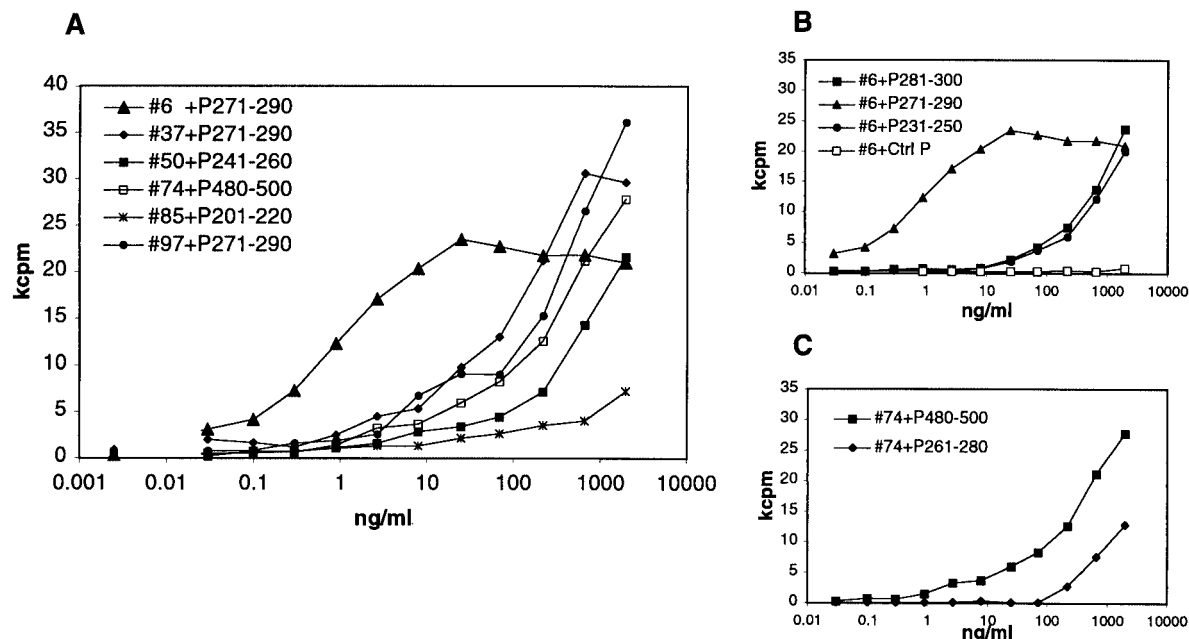 A
40
35
30
25
20
15
10
5
0
kcpm
#6 +P271-290
#37+P271-290
#50+P241-260
#74+P480-500
#85+P201-220
#97+P271-290
0.001 0.01 0.1 1 10 100 1000 10000
ng/ml
B
35
30
25
20
15
10
5
0
kcpm
#6+P281-300
#6+P271-290
#6+P231-250
#6+Ctrl P
0.01 0.1 1 10 100 1000 10000
ng/ml
C
35
30
25
20
15
10
5
0
kcpm
#74+P480-500
#74+P261-280
0.01 0.1 1 10 100 1000 10000
ng/ml